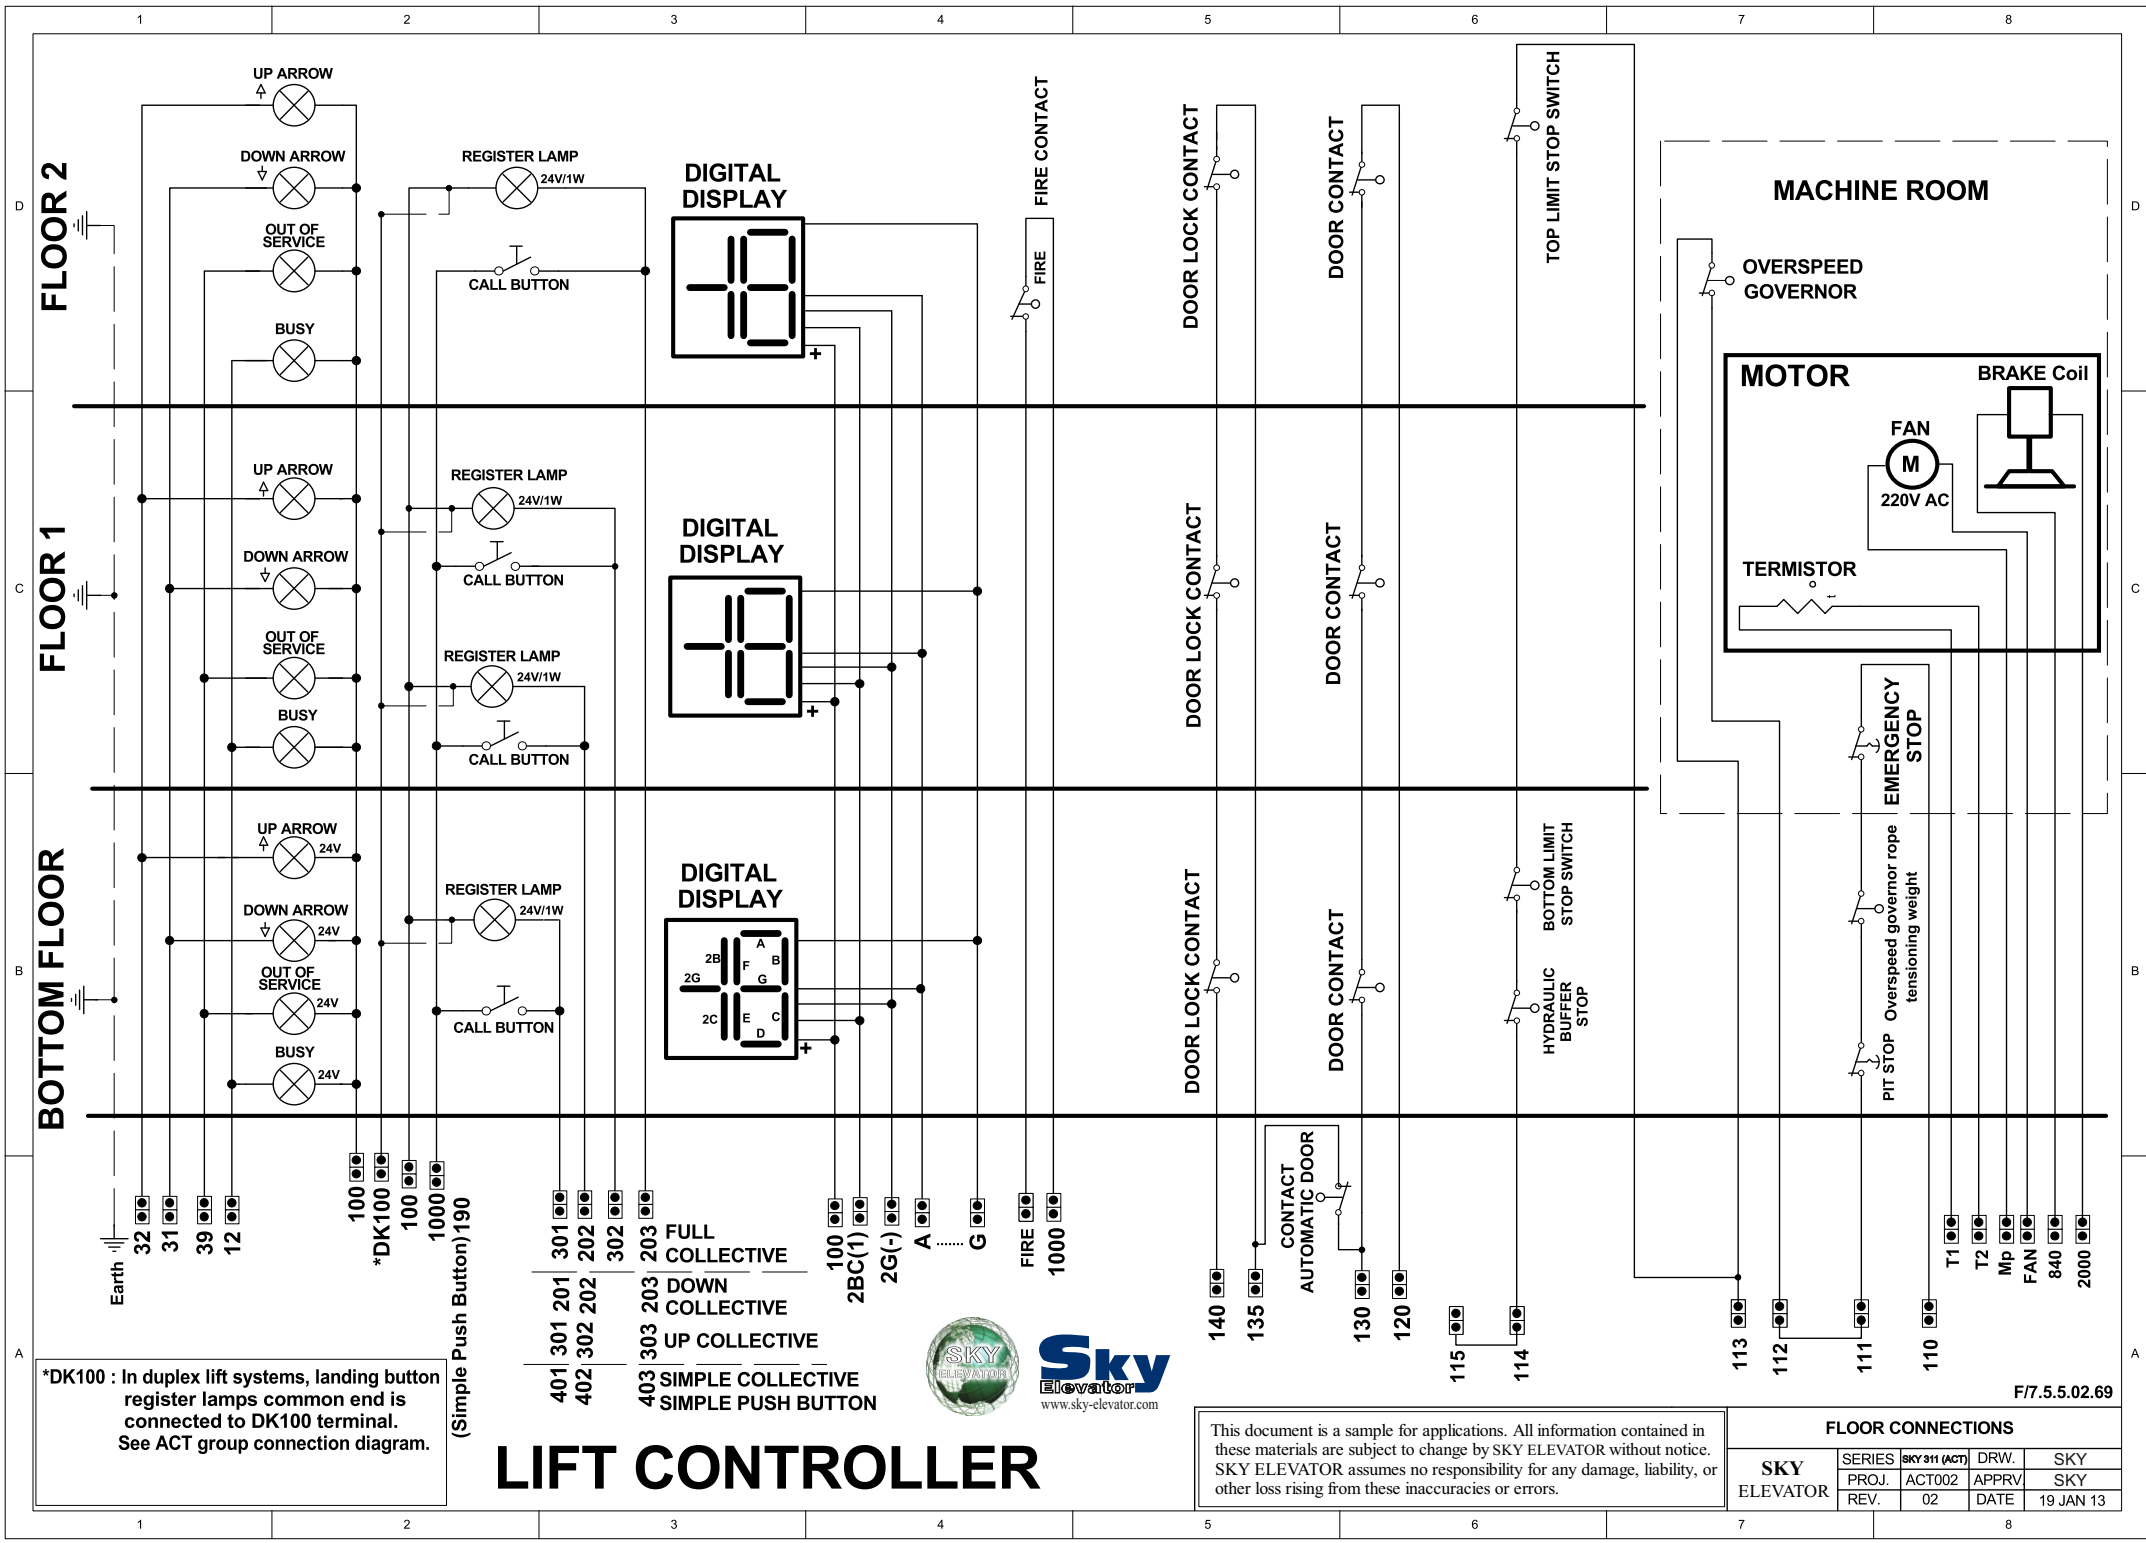 1 2 3 4 5 6 7 8
D
C
B
A
D
C
B
A
FLOOR 2
UP ARROW
DOWN ARROW
OUT OF
SERVICE
BUSY
REGISTER LAMP
24V/1W
CALL BUTTON
DIGITAL
DISPLAY
+
FIRE CONTACT
FIRE
DOOR LOCK CONTACT
DOOR CONTACT
TOP LIMIT STOP SWITCH
MACHINE ROOM
OVERSPEED
GOVERNOR
MOTOR
BRAKE Coil
FAN
M
220V AC
TERMISTOR
t
EMERGENCY
STOP
FLOOR 1
UP ARROW
DOWN ARROW
OUT OF
SERVICE
BUSY
REGISTER LAMP
24V/1W
CALL BUTTON
REGISTER LAMP
24V/1W
CALL BUTTON
DIGITAL
DISPLAY
+
DOOR LOCK CONTACT
DOOR CONTACT
BOTTOM FLOOR
UP ARROW
24V
DOWN ARROW
24V
OUT OF
SERVICE
24V
BUSY
24V
REGISTER LAMP
24V/1W
CALL BUTTON
DIGITAL
DISPLAY
A
2B F B
2G G
2C E C
D
+
DOOR LOCK CONTACT
DOOR CONTACT
BOTTOM LIMIT
STOP SWITCH
HYDRAULIC
BUFFER
STOP
Overspeed governor rope
tensioning weight
PIT STOP
Earth
32
31
39
12
100
*DK100
100
1000
(Simple Push Button) 190
301 202 302 203 FULL
COLLECTIVE
201 202 203 DOWN
COLLECTIVE
301 302 303 UP COLLECTIVE
401 402 403 SIMPLE COLLECTIVE
SIMPLE PUSH BUTTON
100
2BC(1)
2G(-)
A ........ G
FIRE
1000
140
135
CONTACT
AUTOMATIC DOOR
130
120
115
114
113
112
111
110
T1
T2
Mp
FAN
840
2000
*DK100 : In duplex lift systems, landing button
register lamps common end is
connected to DK100 terminal.
See ACT group connection diagram.
LIFT CONTROLLER
SKY
ELEVATOR
Sky
Elevator
www.sky-elevator.com
F/7.5.5.02.69
This document is a sample for applications. All information contained in
these materials are subject to change by SKY ELEVATOR without notice.
SKY ELEVATOR assumes no responsibility for any damage, liability, or
other loss rising from these inaccuracies or errors.
FLOOR CONNECTIONS
SKY
ELEVATOR
SERIES SKY 311 (ACT) DRW. SKY
PROJ. ACT002 APPRV. SKY
REV. 02 DATE 19 JAN 13
1 2 3 4 5 6 7 8